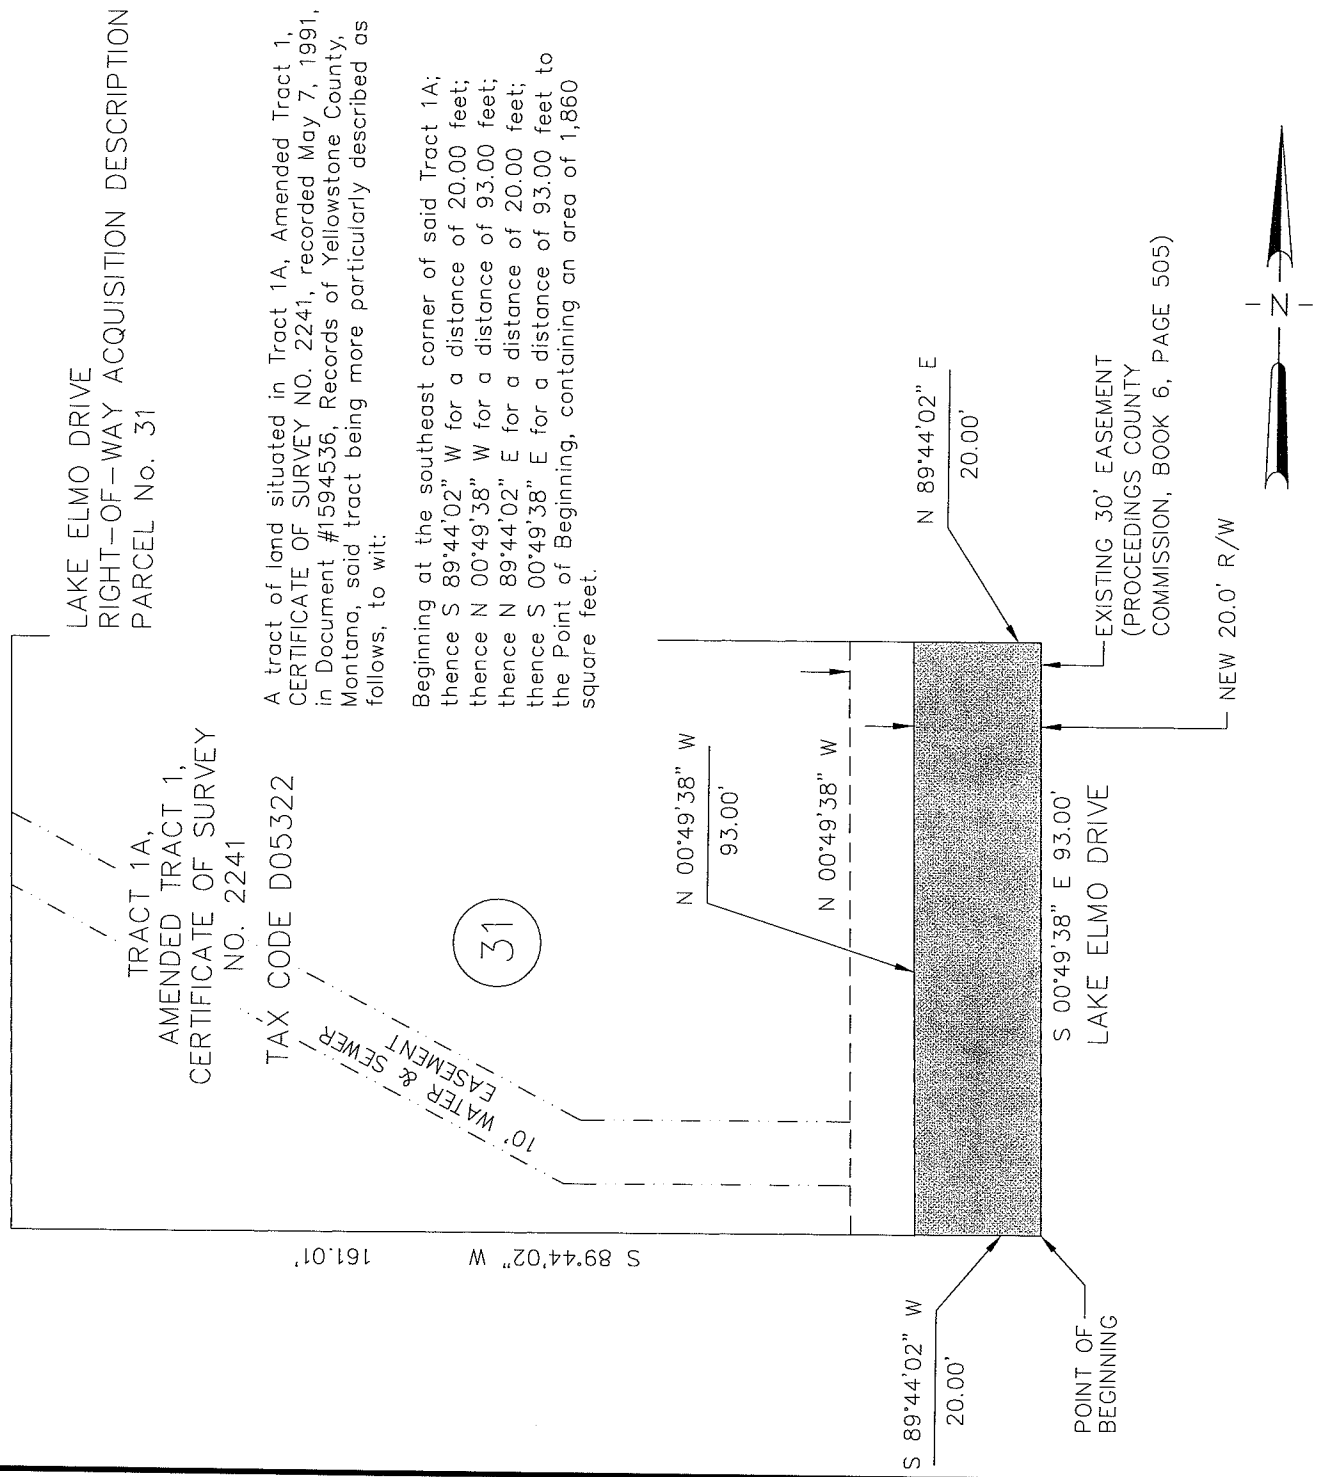 LAKE ELMO DRIVE
RIGHT-OF-WAY ACQUISITION DESCRIPTION
PARCEL No. 31
A tract of land situated in Tract 1A, Amended Tract 1,
CERTIFICATE OF SURVEY NO. 2241, recorded May 7, 1991,
in Document #1594536, Records of Yellowstone County,
Montana, said tract being more particularly described as
follows, to wit:
Beginning at the southeast corner of said Tract 1A;
thence S 89°44'02" W for a distance of 20.00 feet;
thence N 00°49'38" W for a distance of 93.00 feet;
thence N 89°44'02" E for a distance of 20.00 feet;
thence S 00°49'38" E for a distance of 93.00 feet to
the Point of Beginning, containing an area of 1,860
square feet.
TRACT 1A,
AMENDED TRACT 1,
CERTIFICATE OF SURVEY
NO. 2241
TAX CODE D05322
31
10' WATER & SEWER
EASEMENT
S 89°44'02" W
161.01'
N 00°49'38" W
93.00'
N 00°49'38" W
N 89°44'02" E
20.00'
S 89°44'02" W
20.00'
POINT OF
BEGINNING
S 00°49'38" E 93.00'
LAKE ELMO DRIVE
EXISTING 30' EASEMENT
(PROCEEDINGS COUNTY
COMMISSION, BOOK 6, PAGE 505)
NEW 20.0' R/W
N